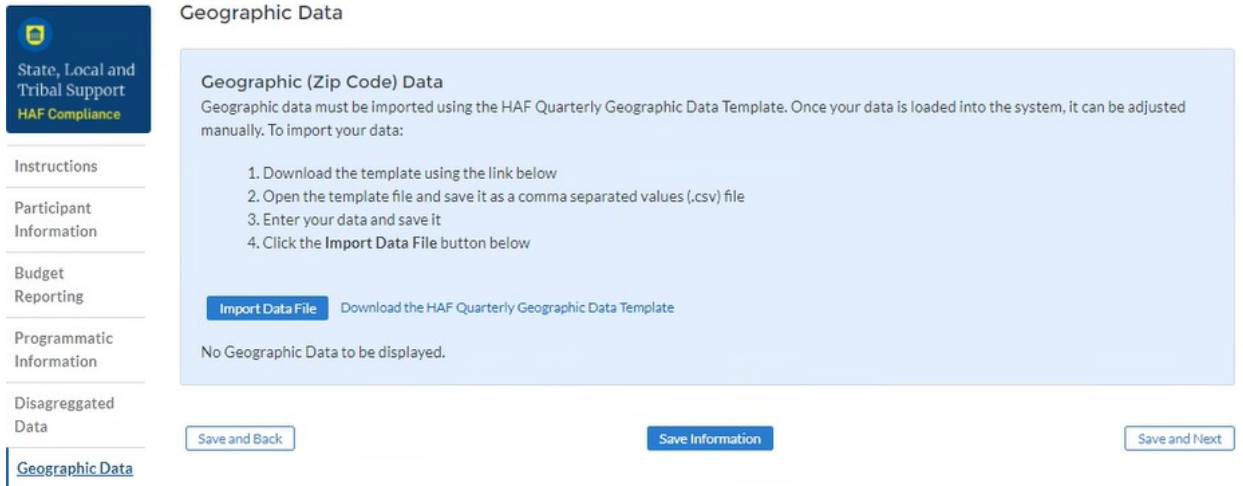 State, Local and
Tribal Support
HAF Compliance
Instructions
Participant
Information
Budget
Reporting
Programmatic
Information
Disagreggated
Data
Geographic Data
Geographic Data
Geographic (Zip Code) Data
Geographic data must be imported using the HAF Quarterly Geographic Data Template. Once your data is loaded into the system, it can be adjusted
manually. To import your data:
1. Download the template using the link below
2. Open the template file and save it as a comma separated values (.csv) file
3. Enter your data and save it
4. Click the Import Data File button below
Import Data File Download the HAF Quarterly Geographic Data Template
No Geographic Data to be displayed.
Save and Back Save Information Save and Next